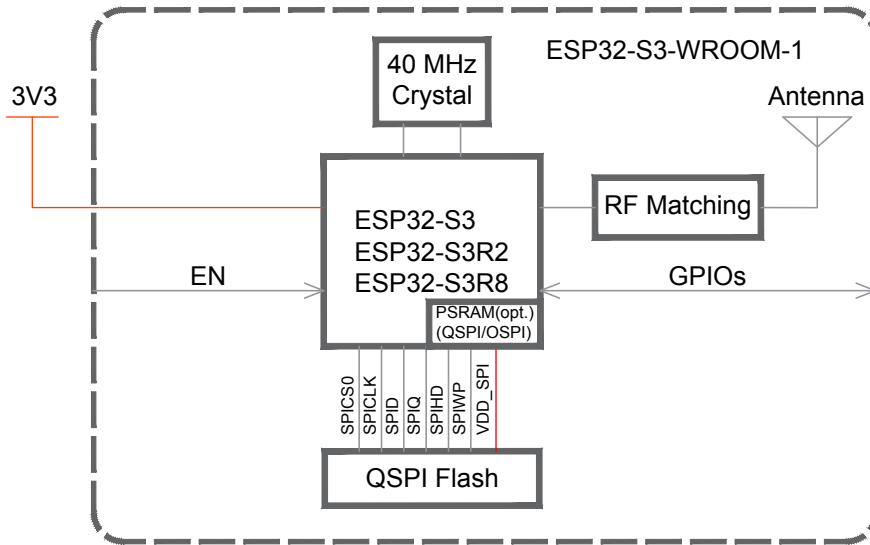 ESP32-S3-WROOM-1
40 MHz
Crystal
3V3
Antenna
RF Matching
ESP32-S3
ESP32-S3R2
ESP32-S3R8
EN
GPIOs
PSRAM(opt.)
(QSPI/OSPI)
SPICS0
SPICLK
SPID
SPIQ
SPIHD
SPIWP
VDD_SPI
QSPI Flash